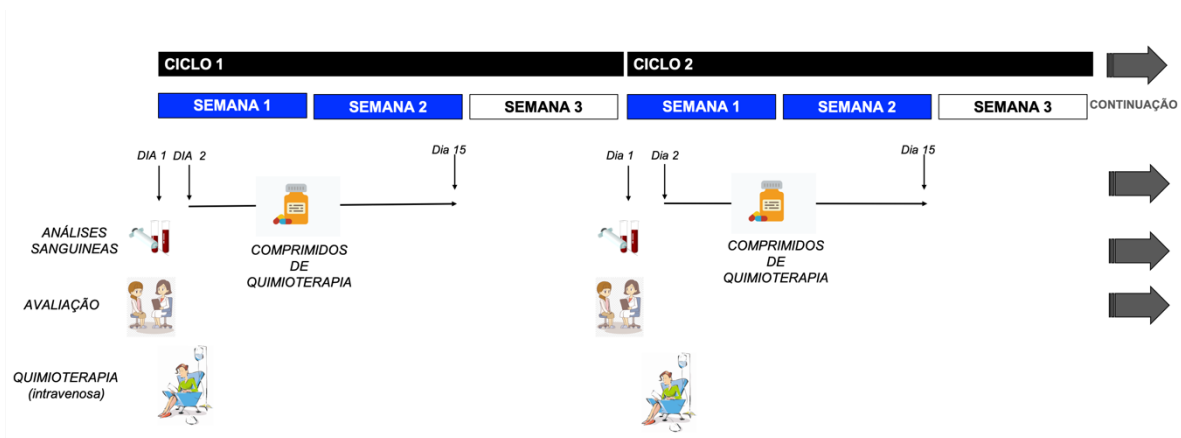 CICLO 1
CICLO 2
SEMANA 1
SEMANA 2
SEMANA 3
SEMANA 1
SEMANA 2
SEMANA 3
CONTINUAÇÃO
DIA 1
DIA 2
Dia 15
Dia 1
Dia 2
Dia 15
ANÁLISES
SANGUINEAS
COMPRIMIDOS
DE
QUIMIOTERAPIA
COMPRIMIDOS
DE
QUIMIOTERAPIA
AVALIAÇÃO
QUIMIOTERAPIA
(intravenosa)